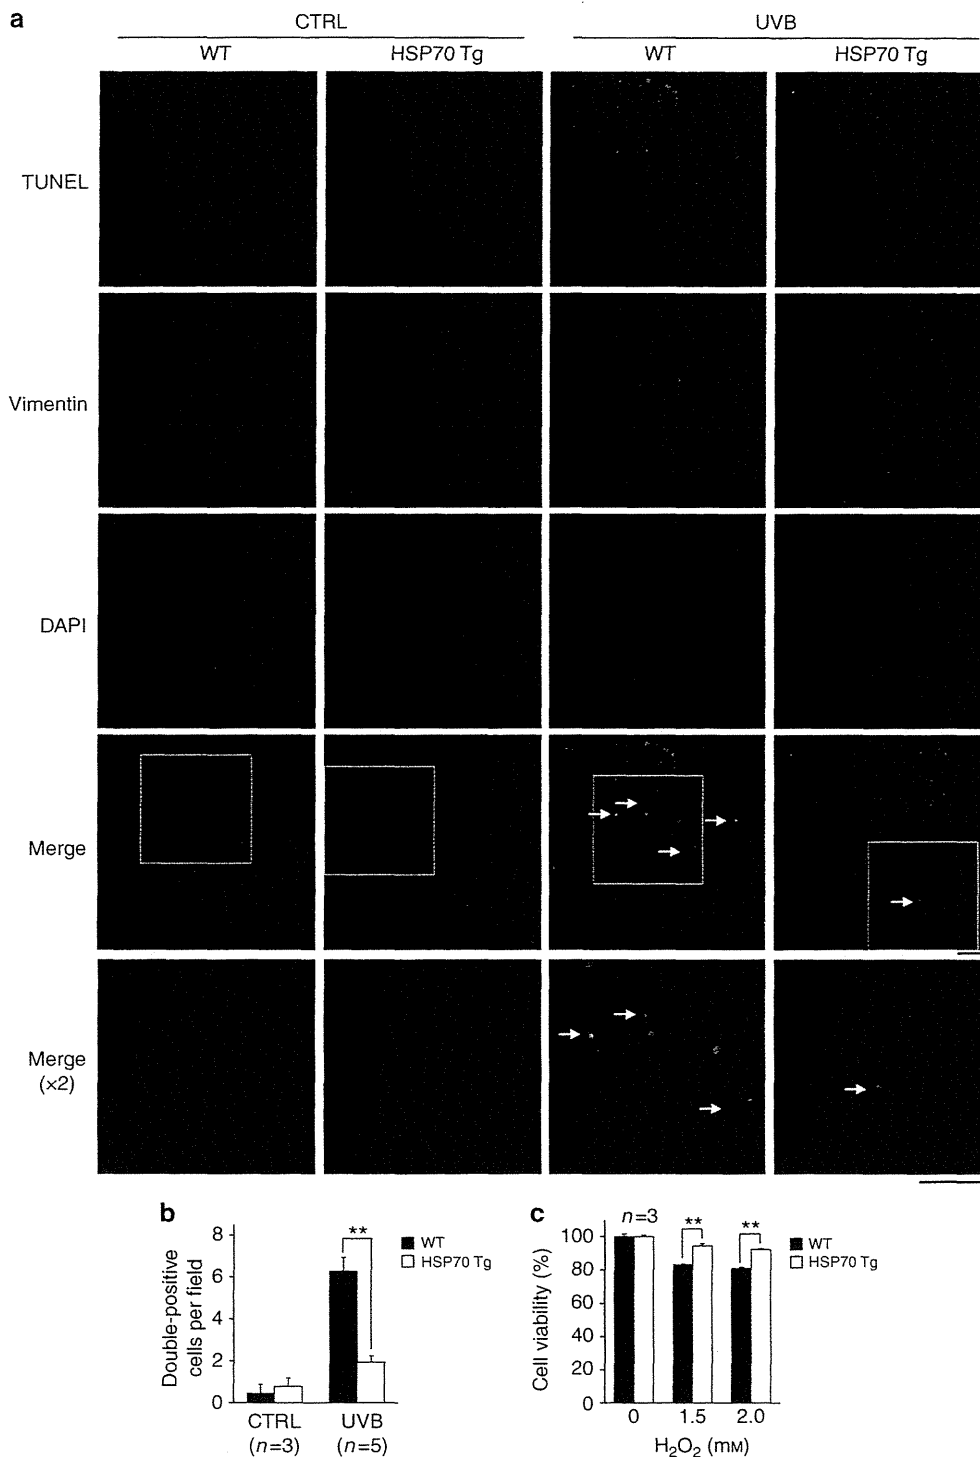 a
CTRL
UVB
WT
HSP70 Tg
WT
HSP70 Tg
TUNEL
Vimentin
DAPI
Merge
Merge
(×2)
b
Double-positive
cells per field
8
6
4
2
0
**
WT
HSP70 Tg
CTRL
(n=3)
UVB
(n=5)
c
Cell viability (%)
100
80
60
40
20
0
n=3
**
**
WT
HSP70 Tg
0
1.5
2.0
H₂O₂ (mM)